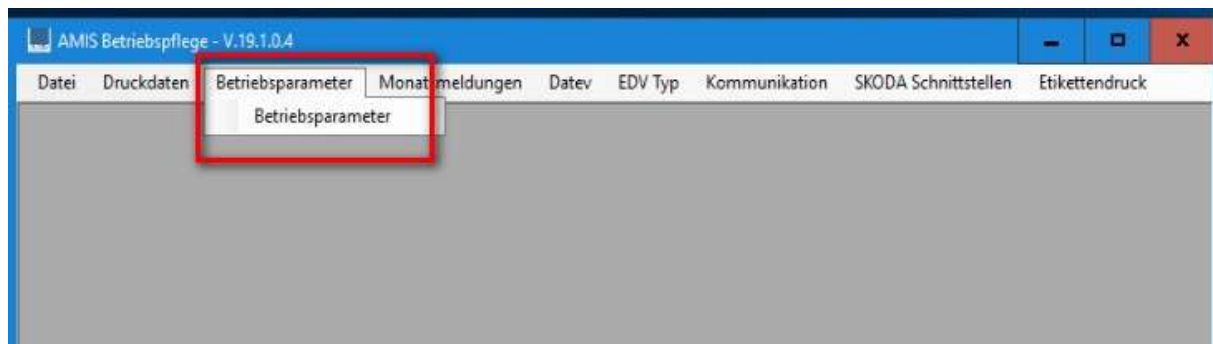 AMIS Betriebspflege - V.19.1.0.4
Datei Druckdaten Betriebsparameter Monatsmeldungen Datev EDV Typ Kommunikation SKODA Schnittstellen Etikettendruck
Betriebsparameter